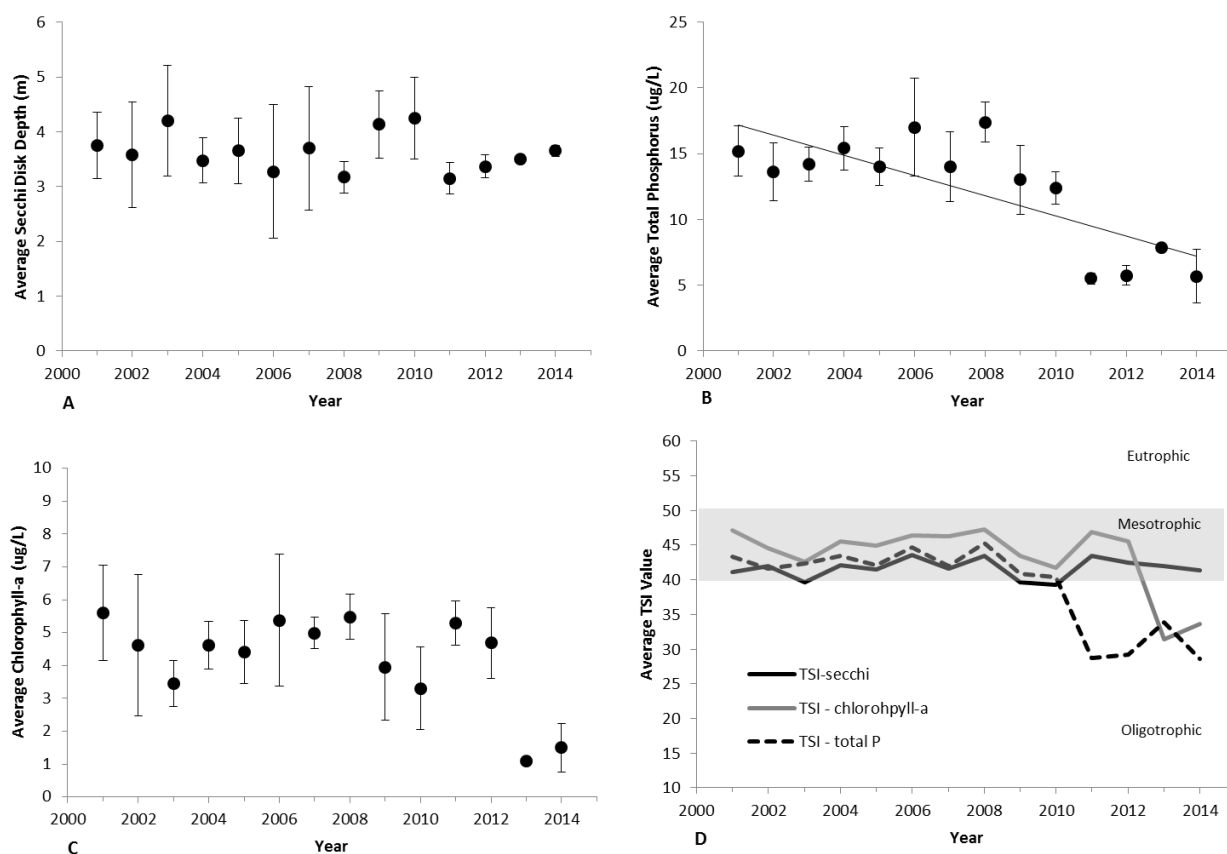 6
5
4
3
2
1
0
Average Secchi Disk Depth (m)
2000 2002 2004 2006 2008 2010 2012 2014
A
Year
25
20
15
10
5
0
Average Total Phosphorus (ug/L)
2000 2002 2004 2006 2008 2010 2012 2014
B
Year
10
9
8
7
6
5
4
3
2
1
0
Average Chlorophyll-a (ug/L)
2000 2002 2004 2006 2008 2010 2012 2014
C
Year
60
55
50
45
40
35
30
25
20
15
10
Average TSI Value
Eutrophic
Mesotrophic
Oligotrophic
TSI-secchi
TSI - chlorohpyll-a
TSI - total P
2000 2002 2004 2006 2008 2010 2012 2014
D
Year